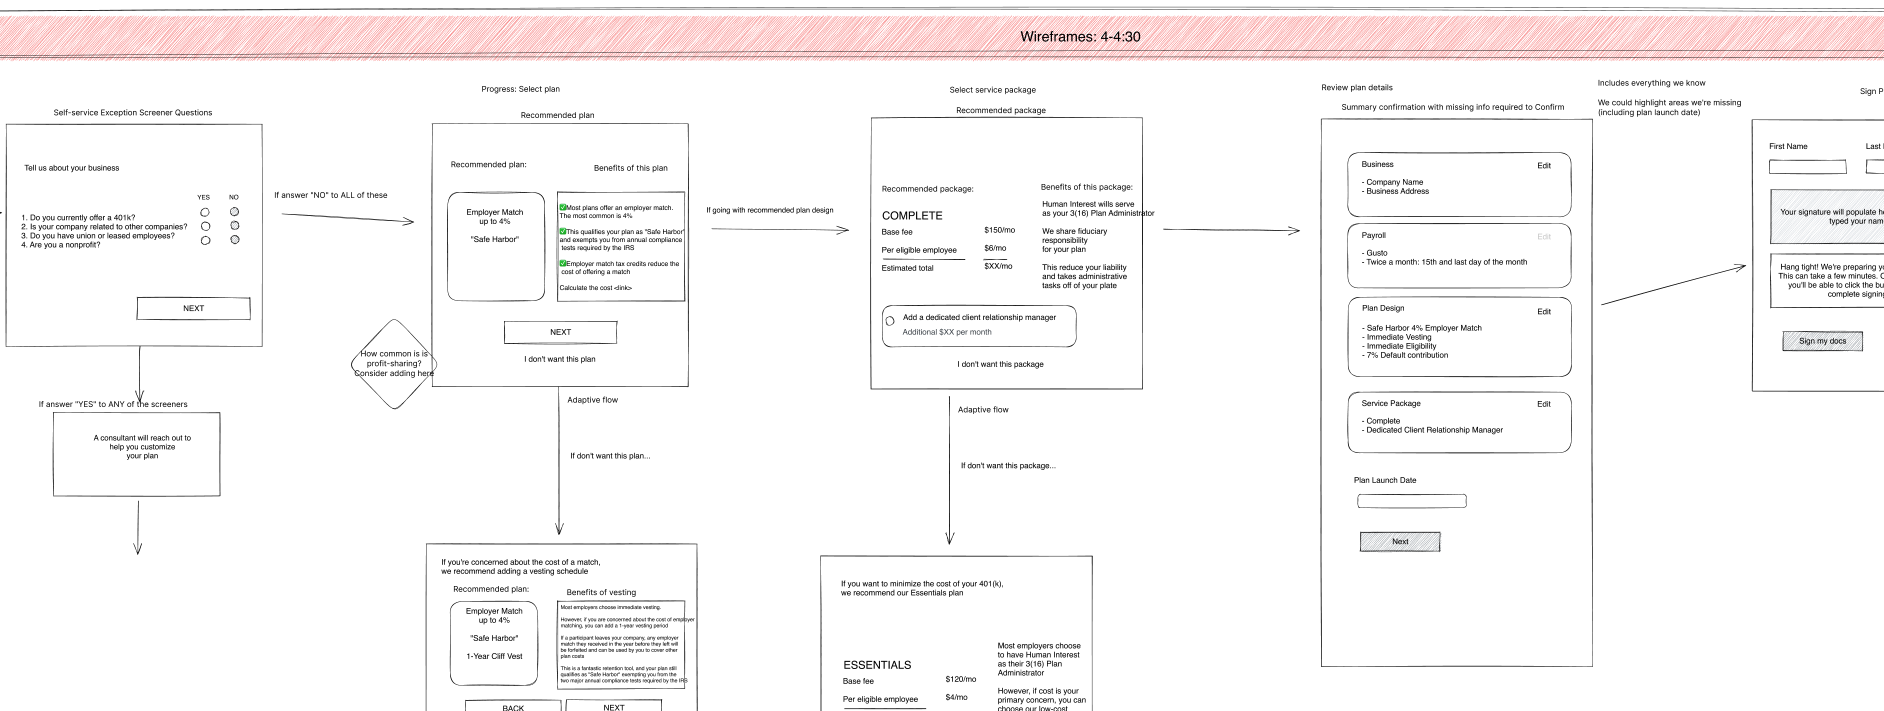 Wireframes: 4-4:30
Self-service Exception Screener Questions
Tell us about your business
YES
NO
1. Do you currently offer a 401k?
2. Is your company related to other companies?
3. Do you have union or leased employees?
4. Are you a nonprofit?
NEXT
If answer "YES" to ANY of the screeners
A consultant will reach out to
help you customize
your plan
If answer "NO" to ALL of these
Progress: Select plan
Recommended plan
Recommended plan:
Employer Match
up to 4%
"Safe Harbor"
Benefits of this plan
✅Most plans offer an employer match.
The most common is 4%
✅This qualifies your plan as "Safe Harbor"
and exempts you from annual compliance
tests required by the IRS
✅Employer match tax credits reduce the
cost of offering a match
Calculate the cost <link>
NEXT
I don't want this plan
How common is is
profit-sharing?
Consider adding here
Adaptive flow
If don't want this plan...
If you're concerned about the cost of a match,
we recommend adding a vesting schedule
Recommended plan:
Employer Match
up to 4%
"Safe Harbor"
1-Year Cliff Vest
Benefits of vesting
Most employers choose immediate vesting.
However, if you are concerned about the cost of employer
matching, you can add a 1-year vesting period
If a participant leaves your company, any employer
match they received in the year before they left will
be forfeited and can be used by you to cover other
plan costs
This is a fantastic retention tool, and your plan still
qualifies as "Safe Harbor" exempting you from the
two major annual compliance tests required by the IRS
BACK
NEXT
If going with recommended plan design
Select service package
Recommended package
Recommended package:
COMPLETE
Base fee
$150/mo
Per eligible employee
$6/mo
Estimated total
$XX/mo
Benefits of this package:
Human Interest wills serve
as your 3(16) Plan Administrator
We share fiduciary
responsibility
for your plan
This reduce your liability
and takes administrative
tasks off of your plate
Add a dedicated client relationship manager
Additional $XX per month
I don't want this package
Adaptive flow
If don't want this package...
If you want to minimize the cost of your 401(k),
we recommend our Essentials plan
ESSENTIALS
Base fee
$120/mo
Per eligible employee
$4/mo
Most employers choose
to have Human Interest
as their 3(16) Plan
Administrator
However, if cost is your
primary concern, you can
choose our low-cost
Review plan details
Summary confirmation with missing info required to Confirm
Business
Edit
- Company Name
- Business Address
Payroll
Edit
- Gusto
- Twice a month: 15th and last day of the month
Plan Design
Edit
- Safe Harbor 4% Employer Match
- Immediate Vesting
- Immediate Eligibility
- 7% Default contribution
Service Package
Edit
- Complete
- Dedicated Client Relationship Manager
Plan Launch Date
Next
Includes everything we know
We could highlight areas we're missing
(including plan launch date)
Sign P
First Name
Last
Your signature will populate
typed your
Hang tight! We're preparing
This can take a few minutes.
you'll be able to click the
complete
Sign my docs